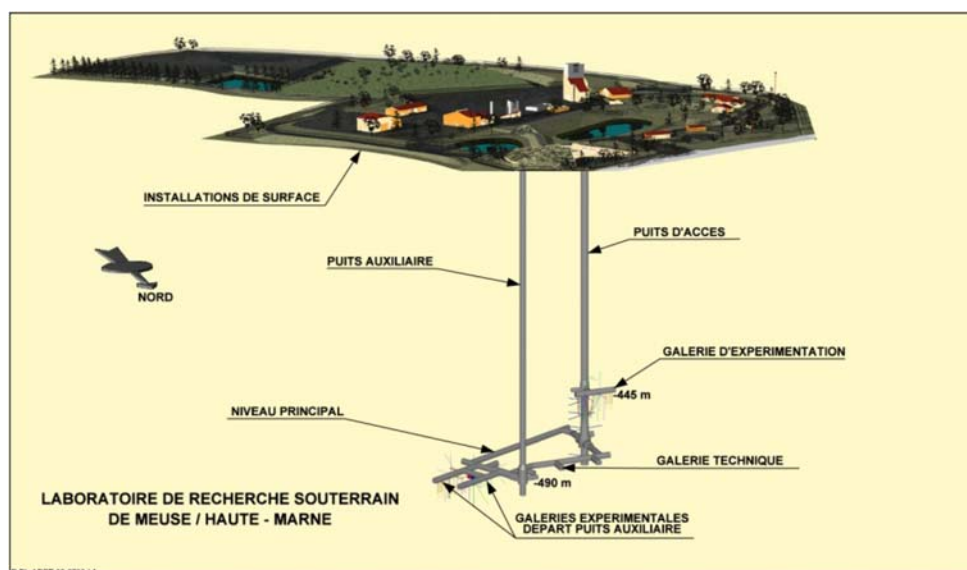 INSTALLATIONS DE SURFACE
PUITS D'ACCES
PUITS AUXILIAIRE
NORD
GALERIE D'EXPERIMENTATION
-445 m
NIVEAU PRINCIPAL
GALERIE TECHNIQUE
-490 m
LABORATOIRE DE RECHERCHE SOUTERRAIN
DE MEUSE / HAUTE - MARNE
GALERIES EXPERIMENTALES
DEPART PUITS AUXILIAIRE